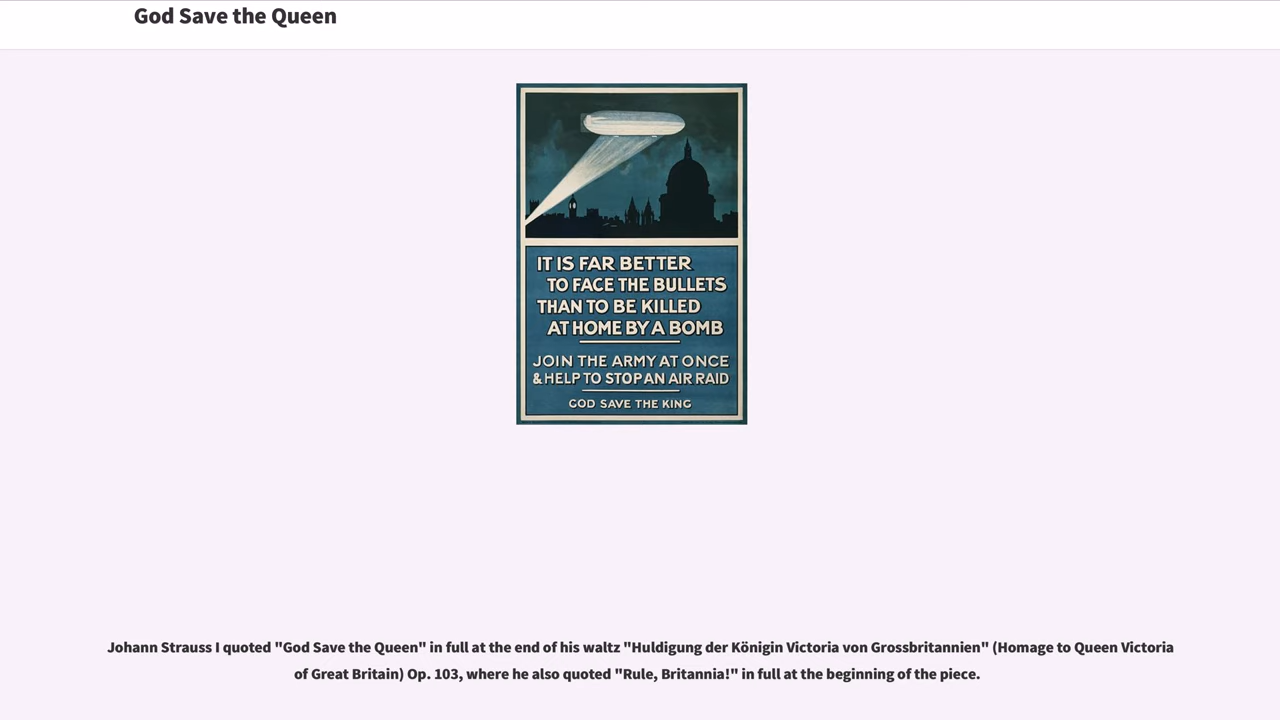 God Save the Queen
IT IS FAR BETTER
TO FACE THE BULLETS
THAN TO BE KILLED
AT HOME BY A BOMB
JOIN THE ARMY AT ONCE
& HELP TO STOP AN AIR RAID
GOD SAVE THE KING
Johann Strauss I quoted "God Save the Queen" in full at the end of his waltz "Huldigung der Königin Victoria von Grossbritannien" (Homage to Queen Victoria
of Great Britain) Op. 103, where he also quoted "Rule, Britannia!" in full at the beginning of the piece.